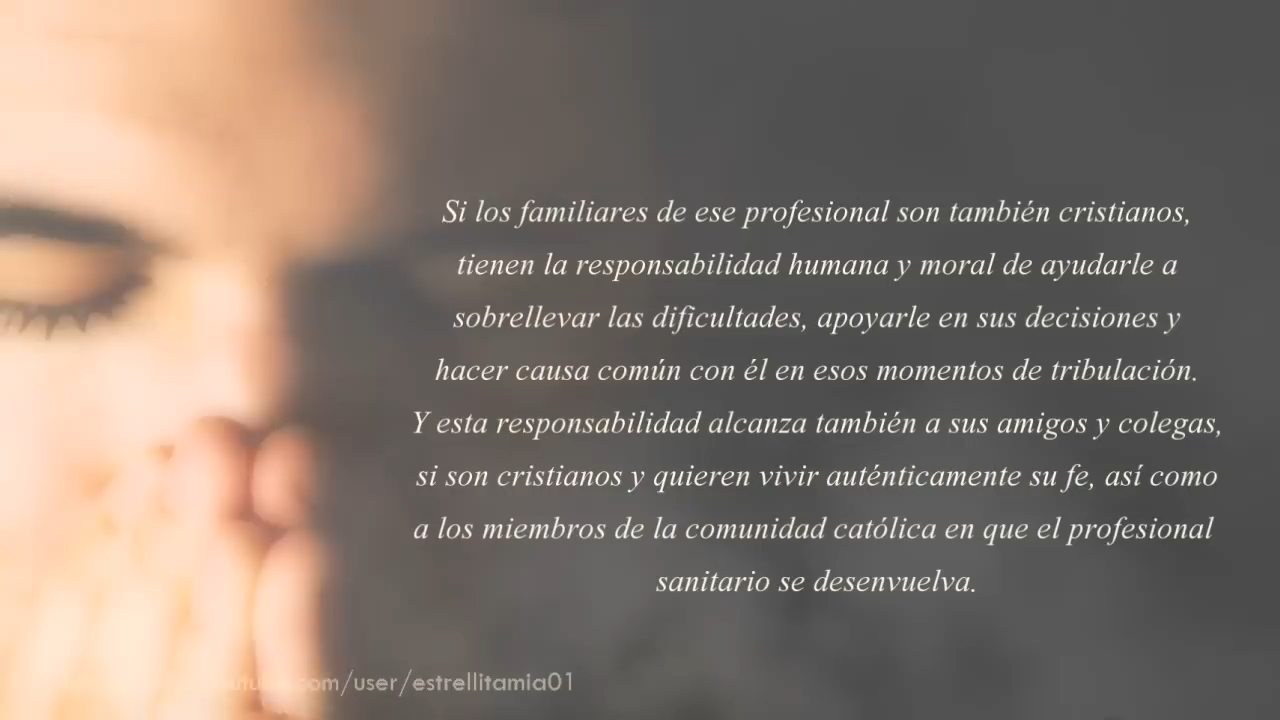 Si los familiares de ese profesional son también cristianos,
tienen la responsabilidad humana y moral de ayudarle a
sobrellevar las dificultades, apoyarle en sus decisiones y
hacer causa común con él en esos momentos de tribulación.
Y esta responsabilidad alcanza también a sus amigos y colegas,
si son cristianos y quieren vivir auténticamente su fe, así como
a los miembros de la comunidad católica en que el profesional
sanitario se desenvuelva.
com/user/estrellitamia01